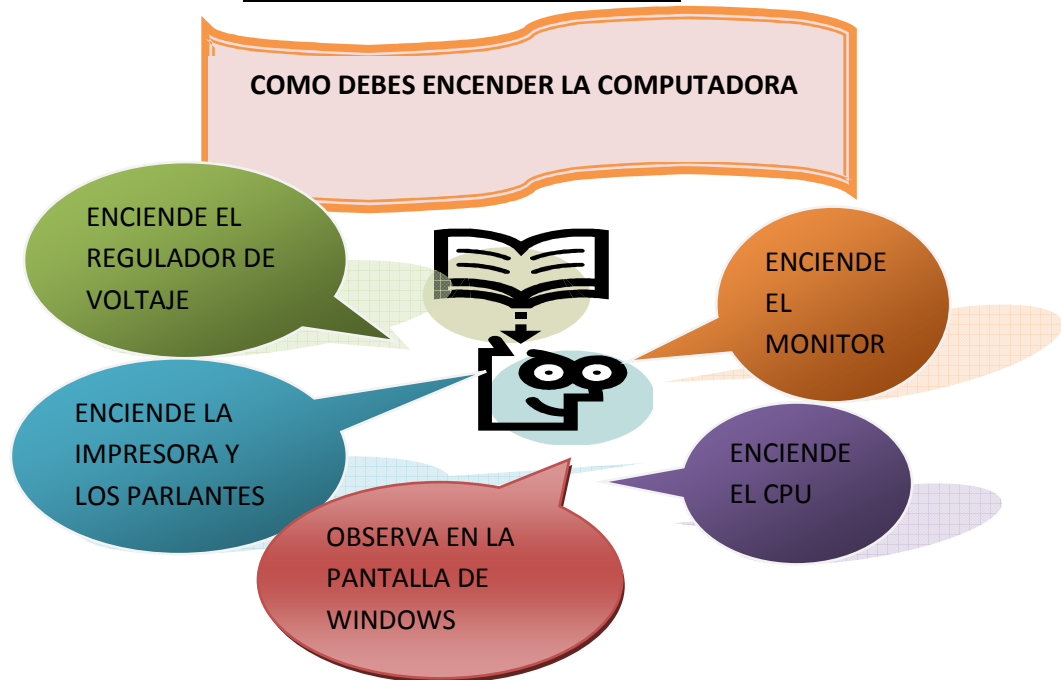 COMO DEBES ENCENDER LA COMPUTADORA
ENCIENDE EL
REGULADOR DE
VOLTAJE
ENCIENDE
EL
MONITOR
ENCIENDE LA
IMPRESORA Y
LOS PARLANTES
ENCIENDE
EL CPU
OBSERVA EN LA
PANTALLA DE
WINDOWS